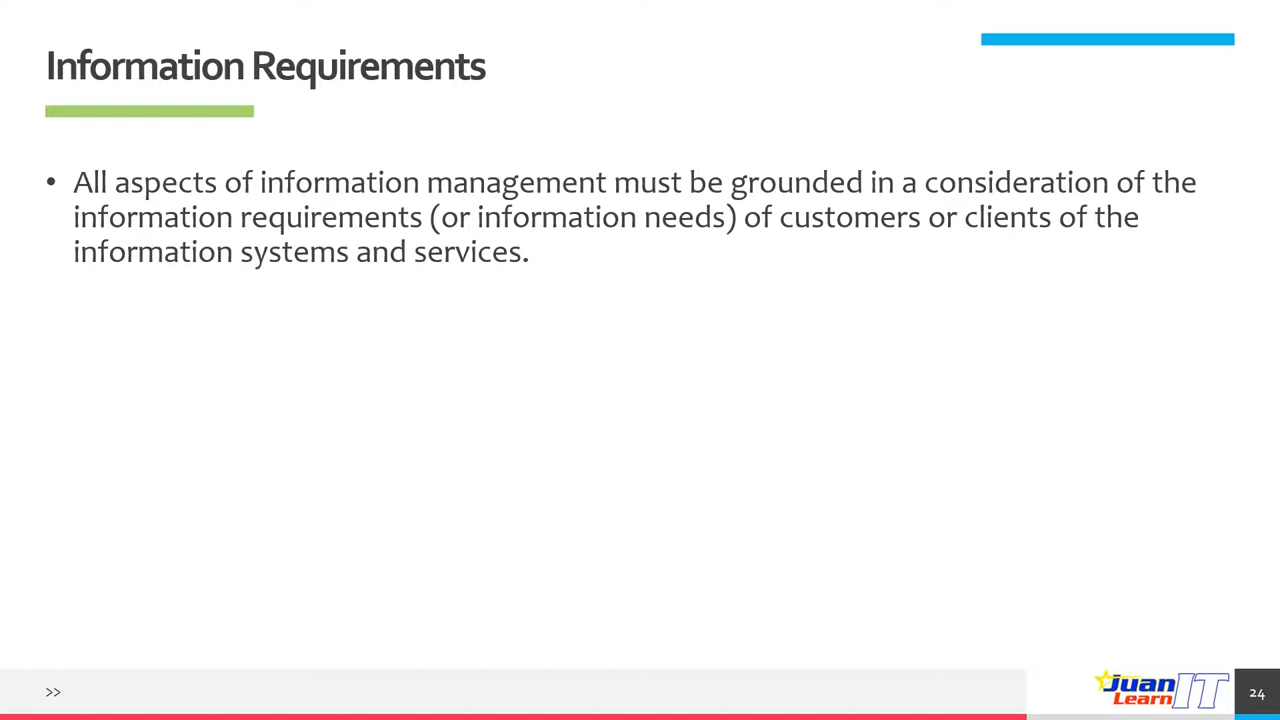 Information Requirements
• All aspects of information management must be grounded in a consideration of the
information requirements (or information needs) of customers or clients of the
information systems and services.
>>
Juan
Learn IT
24